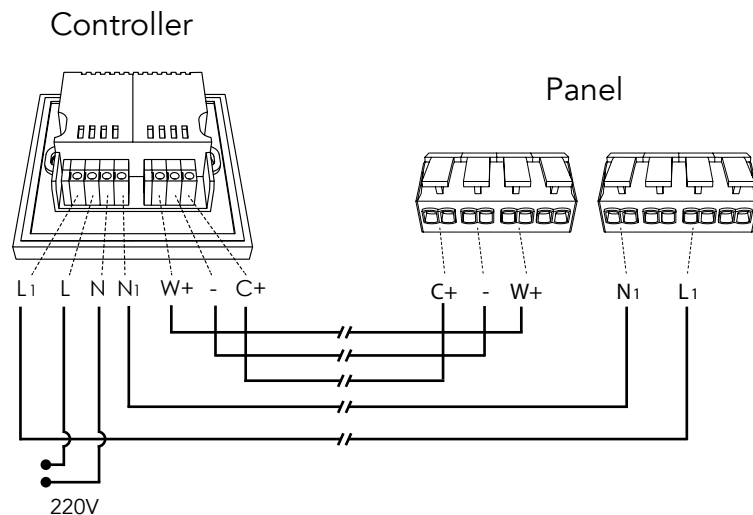 Controller
Panel
L1 L N N1 W+ - C+
C+ - W+ N1 L1
220V